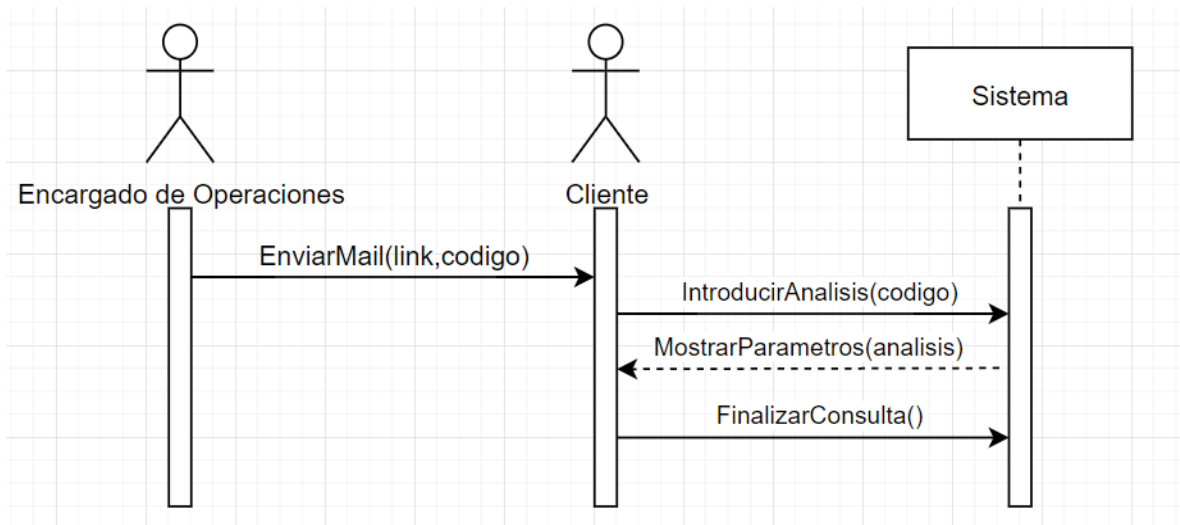 Sistema
Encargado de Operaciones
Cliente
EnviarMail(link,codigo)
IntroducirAnalisis(codigo)
MostrarParametros(analisis)
FinalizarConsulta()